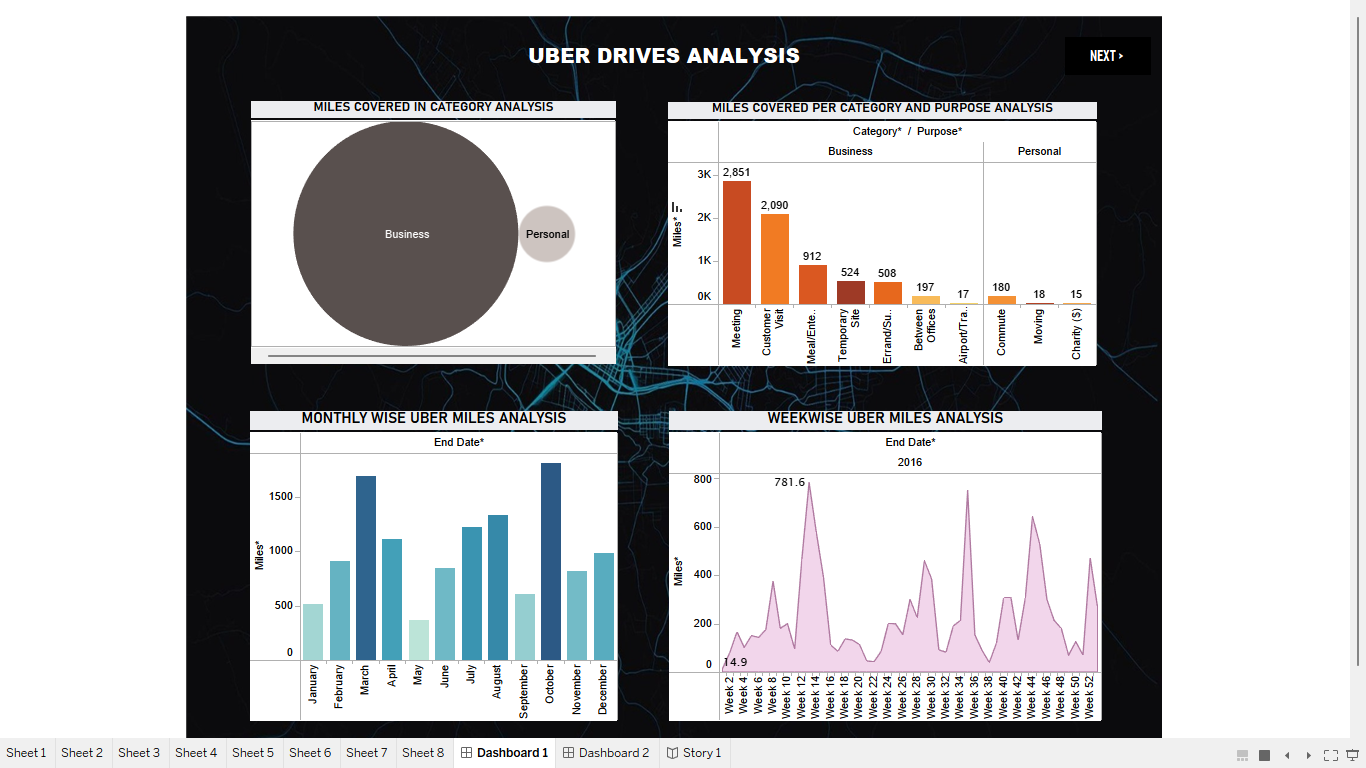 UBER DRIVES ANALYSIS
NEXT ›
MILES COVERED IN CATEGORY ANALYSIS
Business
Personal
MILES COVERED PER CATEGORY AND PURPOSE ANALYSIS
Category* / Purpose*
Business
Personal
Miles*
3K
2K
1K
0K
2,851
2,090
912
524
508
197
17
180
18
15
Meeting
Customer
Visit
Meal/Ente..
Temporary
Site
Errand/Su..
Between
Offices
Airport/Tra..
Commute
Moving
Charity ($)
MONTHLY WISE UBER MILES ANALYSIS
End Date*
Miles*
1500
1000
500
0
January
February
March
April
May
June
July
August
September
October
November
December
WEEKWISE UBER MILES ANALYSIS
End Date*
2016
Miles*
800
600
400
200
0
781.6
14.9
Week 2
Week 4
Week 6
Week 8
Week 10
Week 12
Week 14
Week 16
Week 18
Week 20
Week 22
Week 24
Week 26
Week 28
Week 30
Week 32
Week 34
Week 36
Week 38
Week 40
Week 42
Week 44
Week 46
Week 48
Week 50
Week 52
Sheet 1
Sheet 2
Sheet 3
Sheet 4
Sheet 5
Sheet 6
Sheet 7
Sheet 8
Dashboard 1
Dashboard 2
Story 1